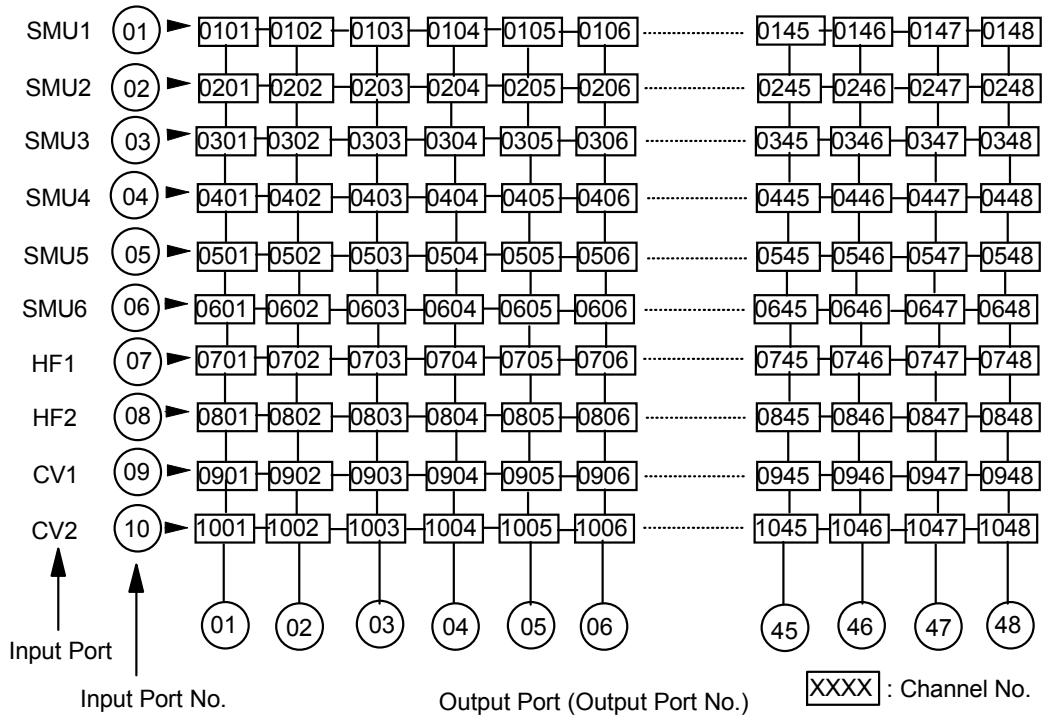 SMU1 01 0101 0102 0103 0104 0105 0106 0145 0146 0147 0148
SMU2 02 0201 0202 0203 0204 0205 0206 0245 0246 0247 0248
SMU3 03 0301 0302 0303 0304 0305 0306 0345 0346 0347 0348
SMU4 04 0401 0402 0403 0404 0405 0406 0445 0446 0447 0448
SMU5 05 0501 0502 0503 0504 0505 0506 0545 0546 0547 0548
SMU6 06 0601 0602 0603 0604 0605 0606 0645 0646 0647 0648
HF1 07 0701 0702 0703 0704 0705 0706 0745 0746 0747 0748
HF2 08 0801 0802 0803 0804 0805 0806 0845 0846 0847 0848
CV1 09 0901 0902 0903 0904 0905 0906 0945 0946 0947 0948
CV2 10 1001 1002 1003 1004 1005 1006 1045 1046 1047 1048
01 02 03 04 05 06 45 46 47 48
Input Port
Input Port No.
Output Port (Output Port No.)
XXXX : Channel No.